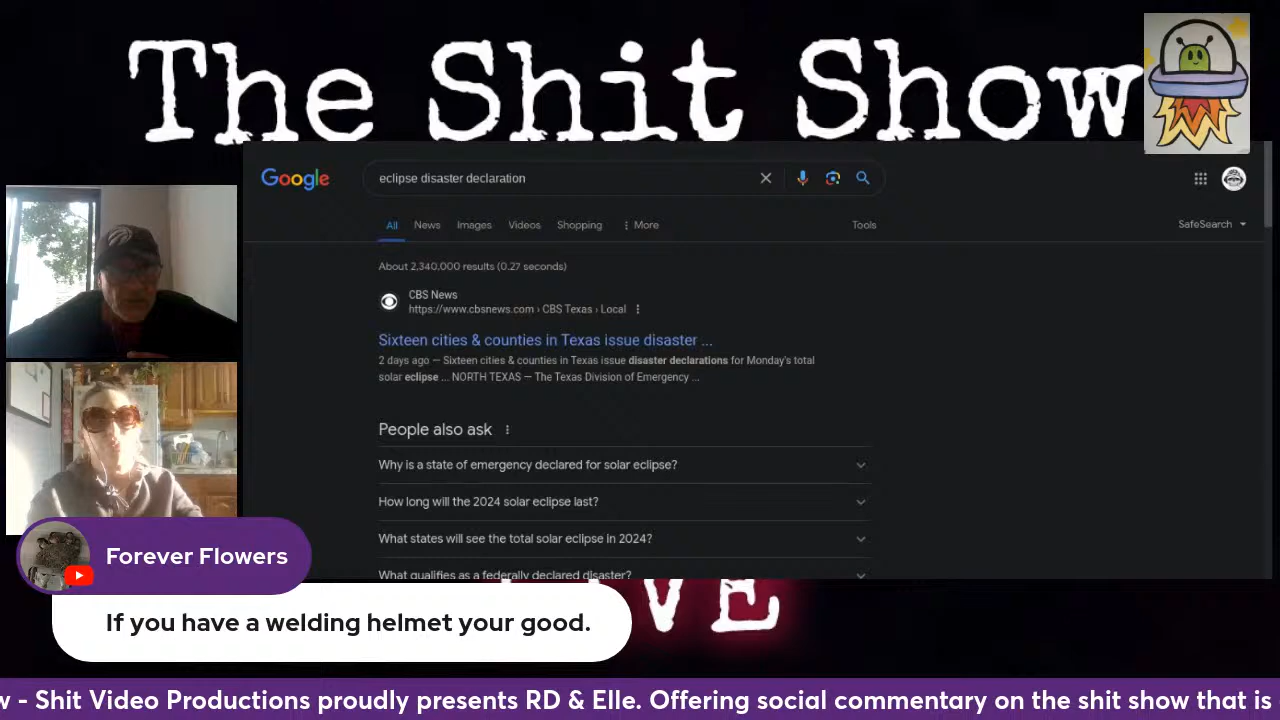 The Shit Show
Google
eclipse disaster declaration
All News Images Videos Shopping More Tools SafeSearch
About 2,340,000 results (0.27 seconds)
CBS News
https://www.cbsnews.com › CBS Texas › Local
Sixteen cities & counties in Texas issue disaster ...
2 days ago — Sixteen cities & counties in Texas issue disaster declarations for Monday's total
solar eclipse ... NORTH TEXAS — The Texas Division of Emergency ...
People also ask
Why is a state of emergency declared for solar eclipse?
How long will the 2024 solar eclipse last?
What states will see the total solar eclipse in 2024?
What qualifies as a federally declared disaster?
Forever Flowers
If you have a welding helmet your good.
VE
w - Shit Video Productions proudly presents RD & Elle. Offering social commentary on the shit show that is